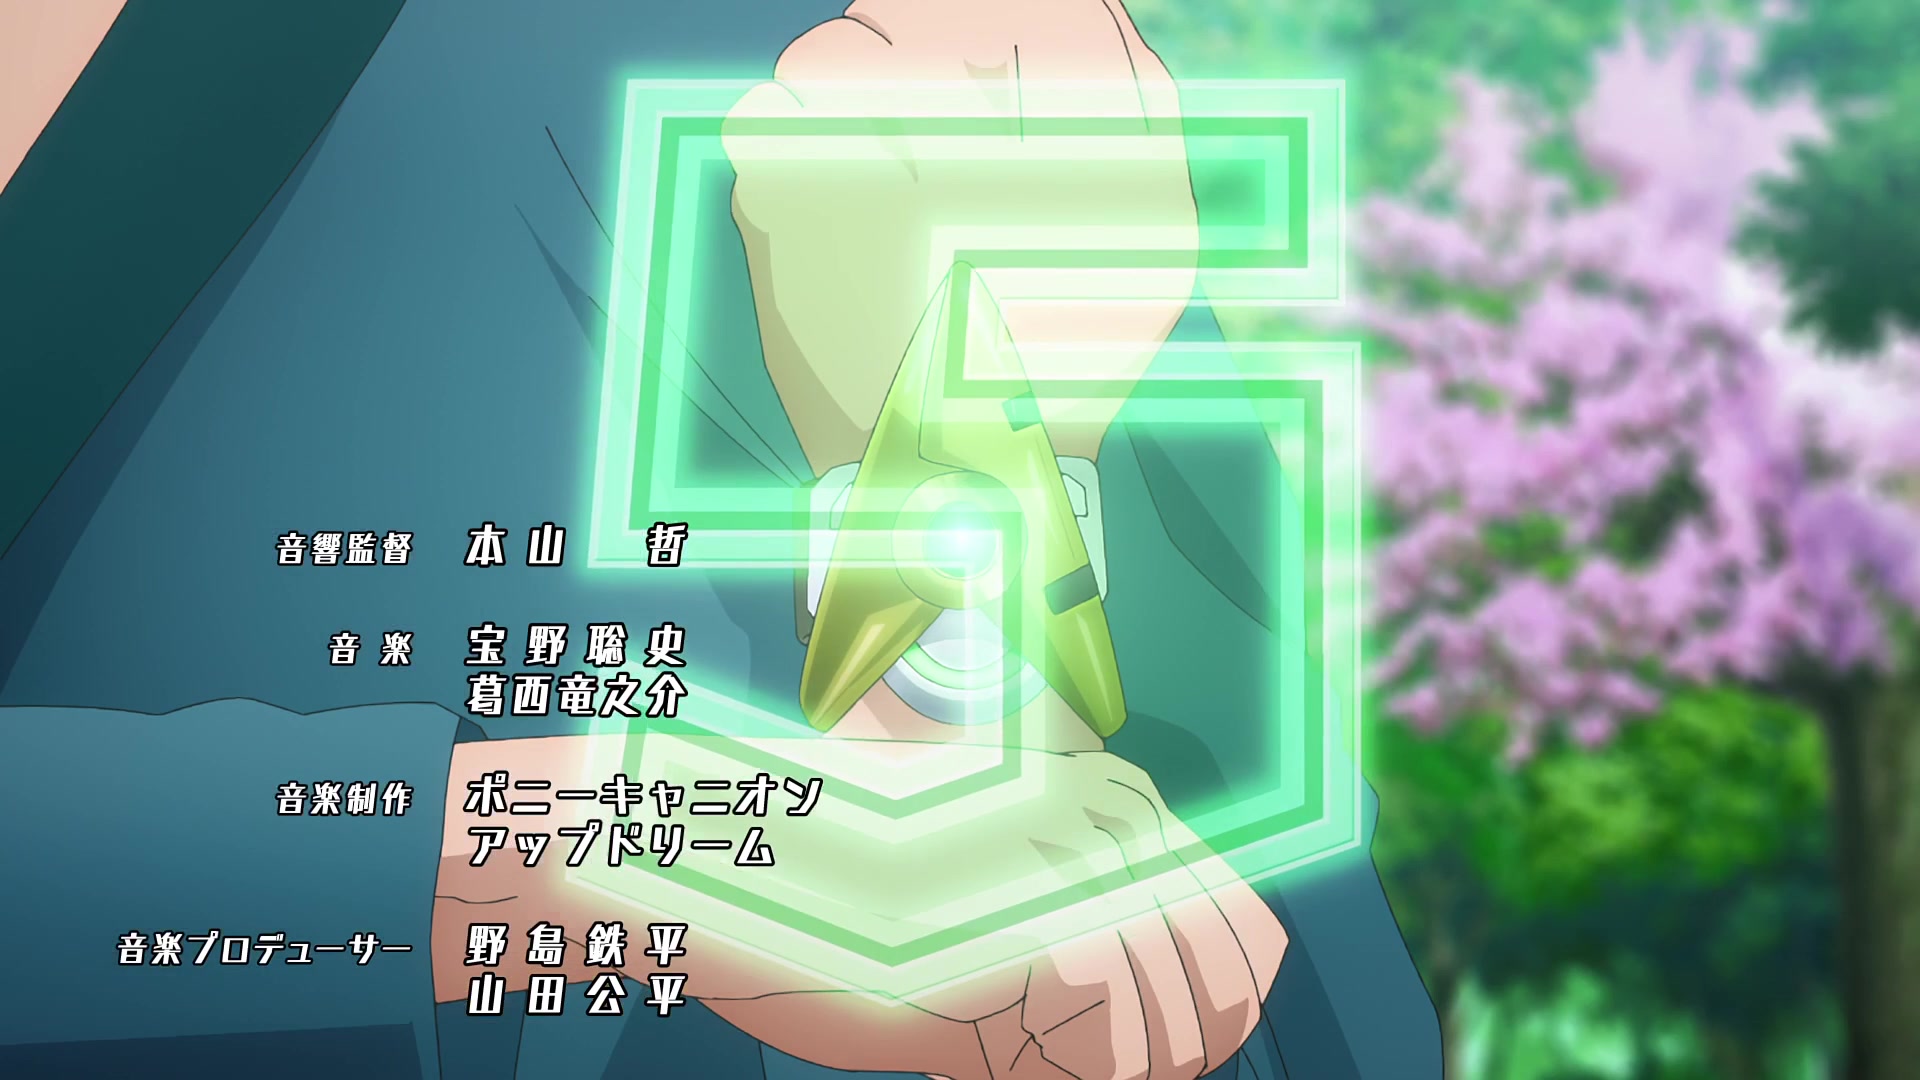 5
音響監督 本山 哲
音楽 宝野聡史
葛西竜之介
音楽制作 ポニーキャニオン
アップドリーム
音楽プロデューサー 野島鉄平
山田公平